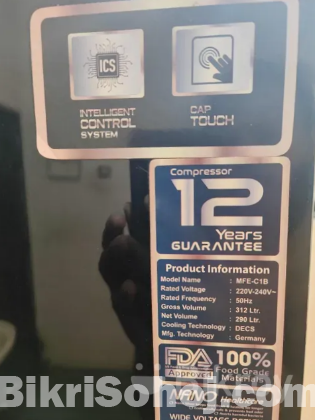 ICS
INTELLIGENT
CONTROL
SYSTEM
CAP
TOUCH
Compressor
12
Years
GUARANTEE
Product Information
Model Name : MFE-C1B
Rated Voltage : 220V-240V~
Rated Frequency : 50Hz
Gross Volume : 312 Ltr.
Net Volume : 290 Ltr.
Cooling Technology : DECS
Mfg. Technology : Germany
FDA 100%
Approved Food Grade
Materials
NANO Healthcare
WIDE VOLTAGE
BikriSohaj.com